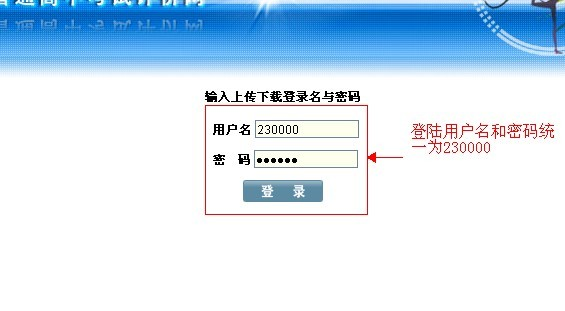 输入上传下载登录名与密码
用户名 230000
密 码 ●●●●●●
登 录
登陆用户名和密码统
一为230000